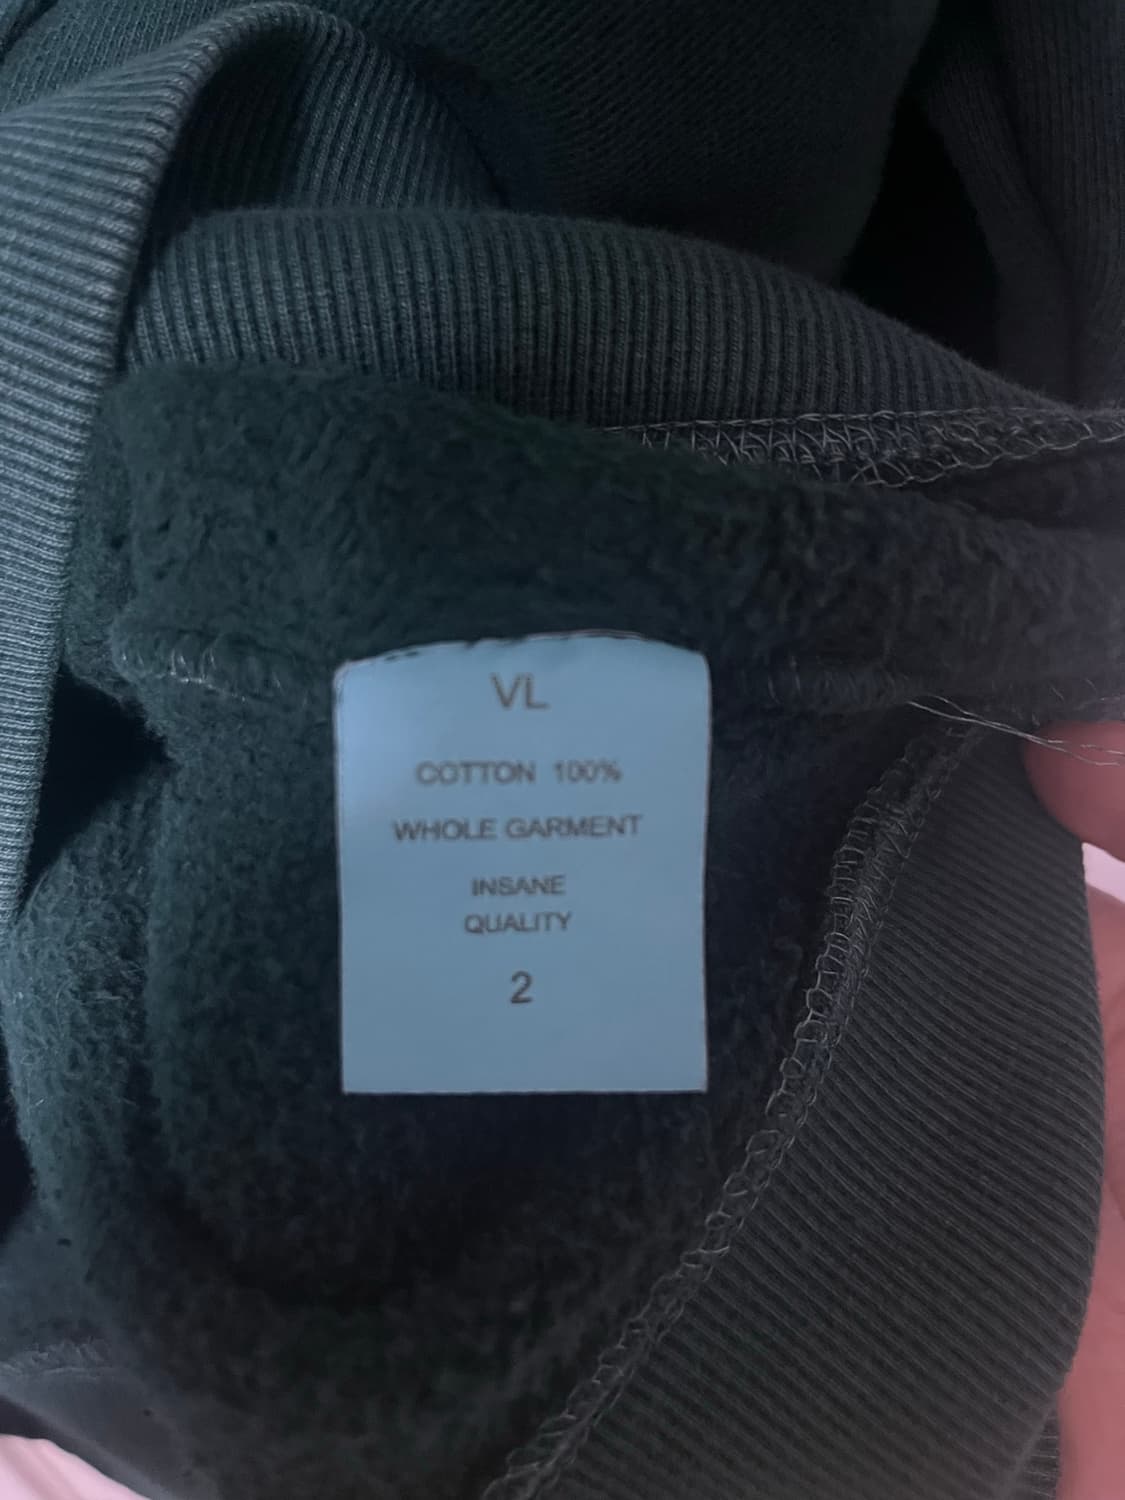 VL
COTTON 100%
WHOLE GARMENT
INSANE
QUALITY
2